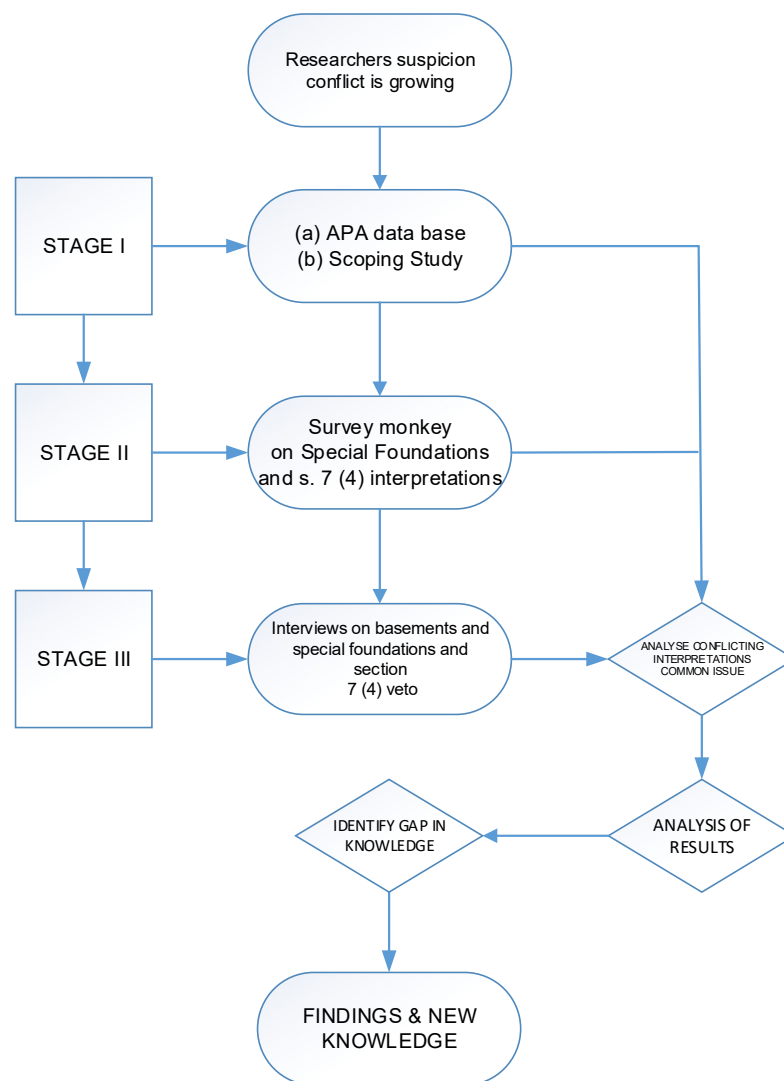 Researchers suspicion
conflict is growing
STAGE I
(a) APA data base
(b) Scoping Study
STAGE II
Survey monkey
on Special Foundations
and s. 7 (4) interpretations
STAGE III
Interviews on basements and
special foundations and
section
7 (4) veto
ANALYSE CONFLICTING
INTERPRETATIONS
COMMON ISSUE
IDENTIFY GAP IN
KNOWLEDGE
ANALYSIS OF
RESULTS
FINDINGS & NEW
KNOWLEDGE